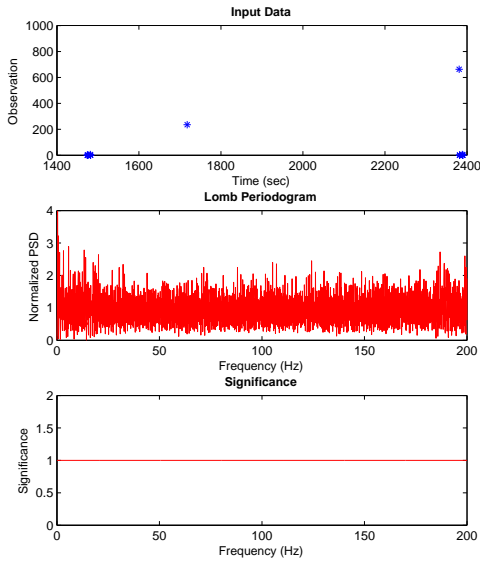 Input Data
1000
800
600
400
200
0
Observation
1400 1600 1800 2000 2200 2400
Time (sec)
Lomb Periodogram
4
3
2
1
0
Normalized PSD
0 50 100 150 200
Frequency (Hz)
Significance
2
1.5
1
0.5
0
Significance
0 50 100 150 200
Frequency (Hz)